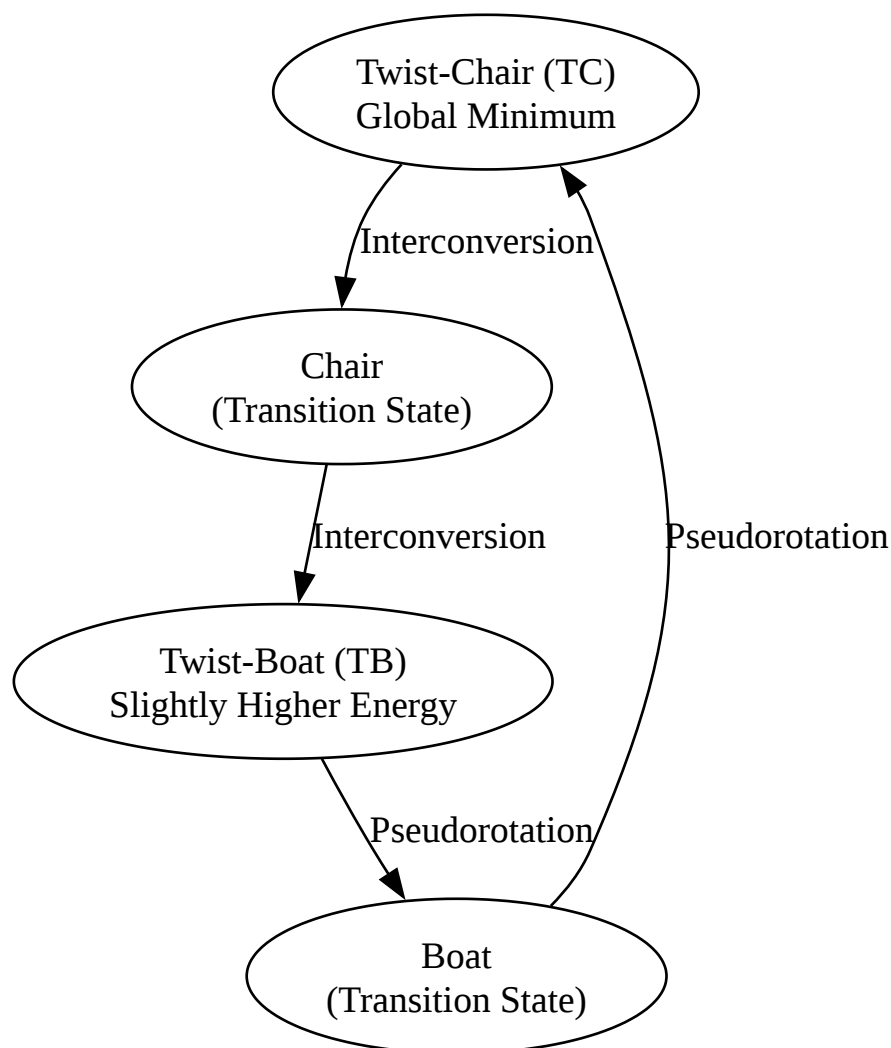 Twist-Chair (TC)
Global Minimum
Interconversion
Chair
(Transition State)
Interconversion
Pseudorotation
Twist-Boat (TB)
Slightly Higher Energy
Pseudorotation
Boat
(Transition State)